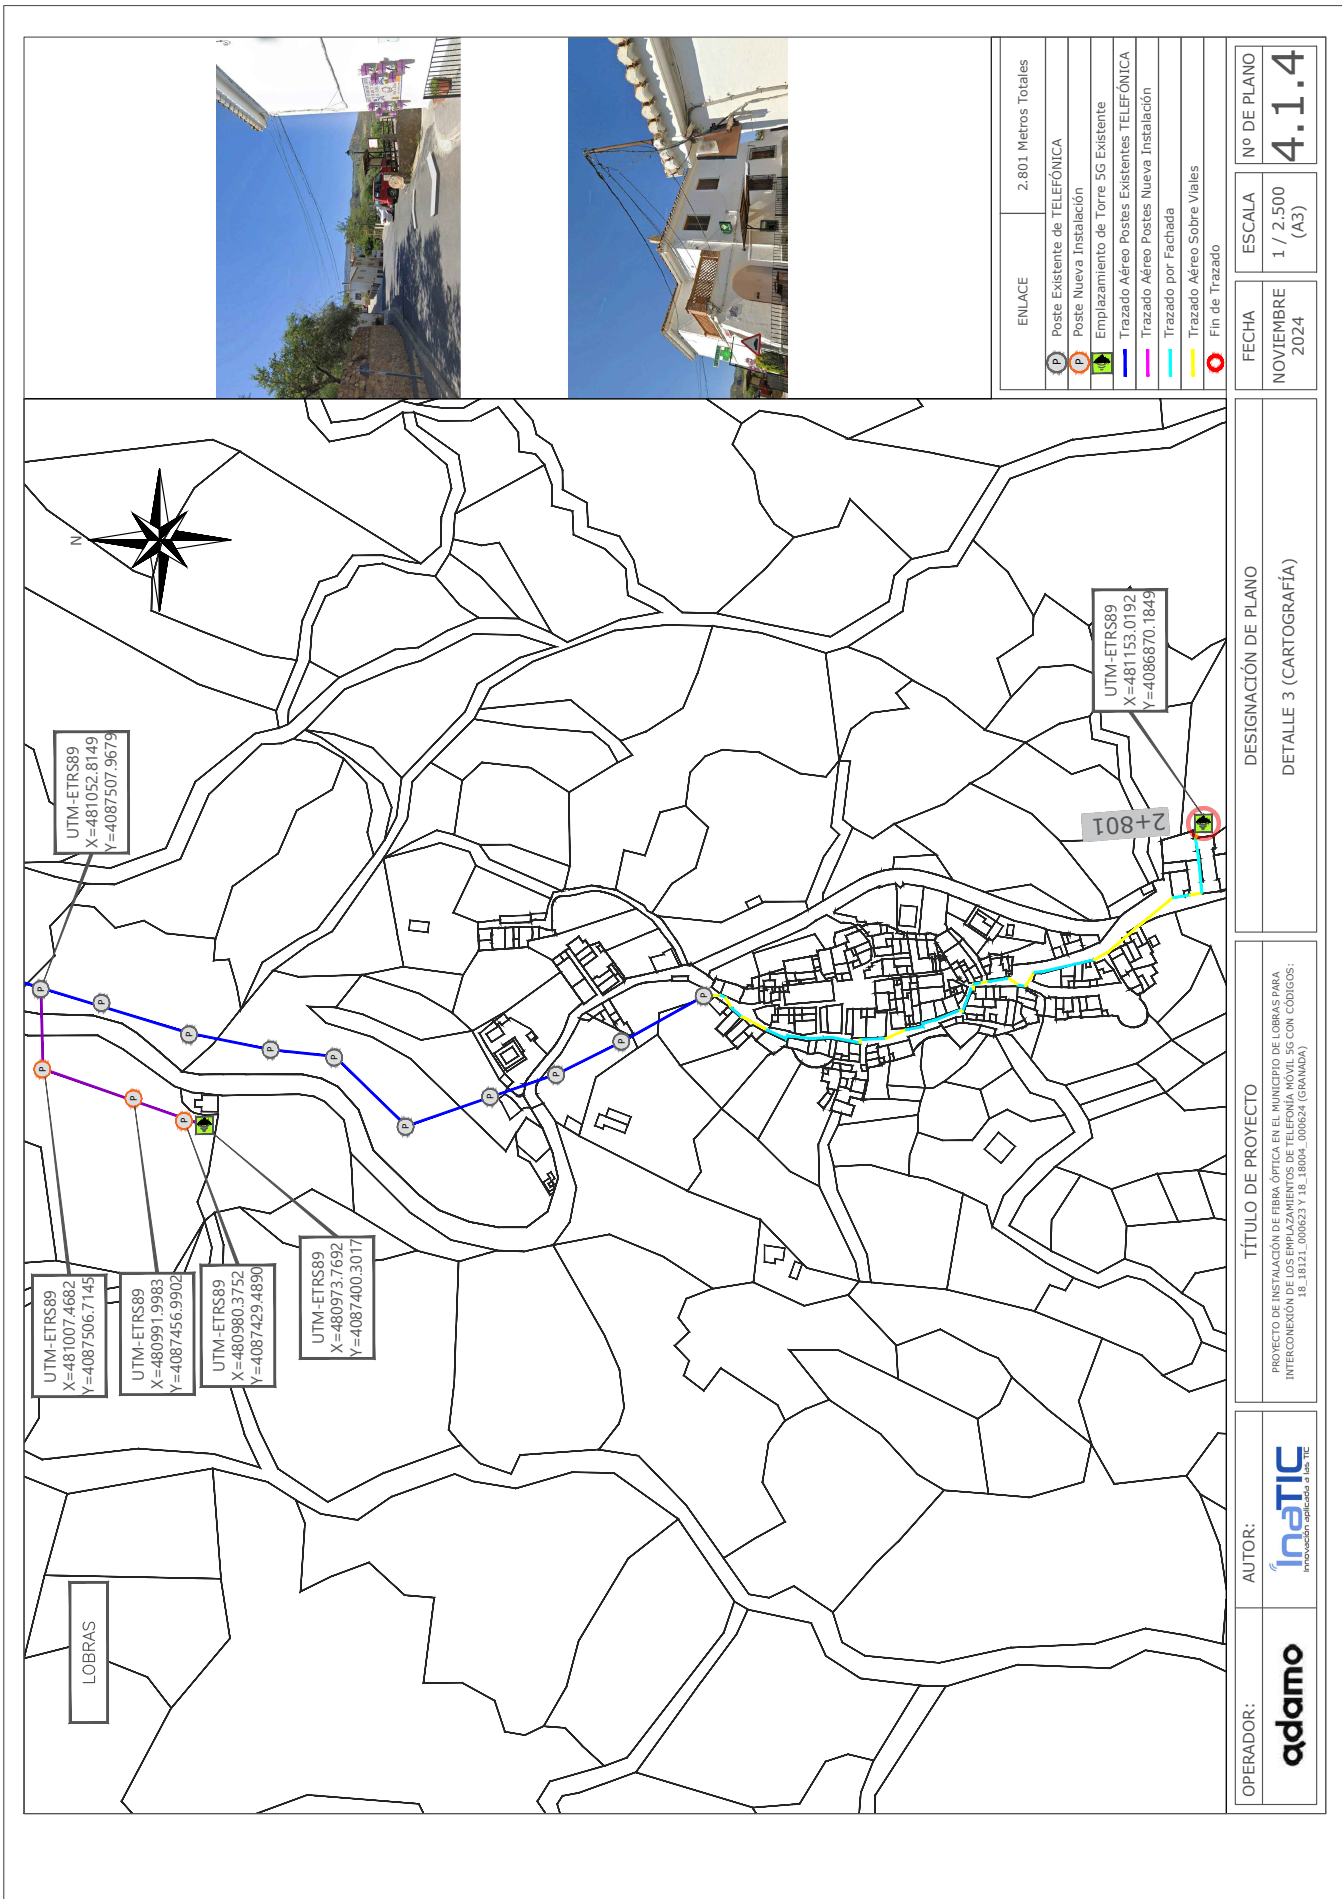 LOBRAS
N
UTM-ETRS89
X=481007.4682
Y=4087506.7145
UTM-ETRS89
X=480991.9983
Y=4087456.9902
UTM-ETRS89
X=480980.3752
Y=4087429.4890
UTM-ETRS89
X=480973.7692
Y=4087400.3017
UTM-ETRS89
X=481052.8149
Y=4087507.9679
UTM-ETRS89
X=481153.0192
Y=4086870.1849
2+801
P
P
P
P
P
P
P
P
P
P
P
P
P
ENLACE
2.801 Metros Totales
P
Poste Existente de TELEFÓNICA
P
Poste Nueva Instalación
Emplazamiento de Torre 5G Existente
Trazado Aéreo Postes Existentes TELEFÓNICA
Trazado Aéreo Postes Nueva Instalación
Trazado por Fachada
Trazado Aéreo Sobre Viales
Fin de Trazado
OPERADOR:
adamo
AUTOR:
inaTIC
Innovación aplicada a las TIC
TÍTULO DE PROYECTO
PROYECTO DE INSTALACIÓN DE FIBRA ÓPTICA EN EL MUNICIPIO DE LOBRAS PARA
INTERCONEXIÓN DE LOS EMPLAZAMIENTOS DE TELEFONÍA MÓVIL 5G CON CÓDIGOS:
18_18121_000623 Y 18_18004_000624 (GRANADA)
DESIGNACIÓN DE PLANO
DETALLE 3 (CARTOGRAFÍA)
FECHA
NOVIEMBRE
2024
ESCALA
1 / 2.500
(A3)
Nº DE PLANO
4.1.4